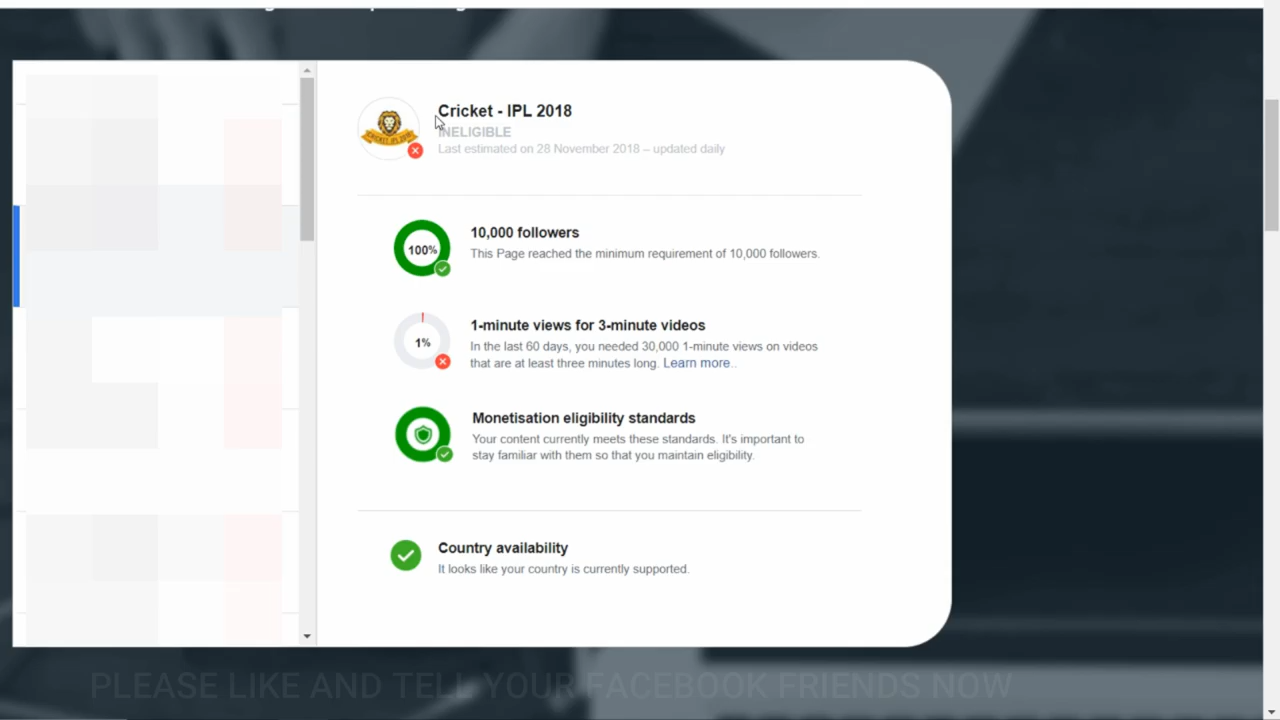 Cricket - IPL 2018
INELIGIBLE
Last estimated on 28 November 2018 – updated daily
100%
10,000 followers
This Page reached the minimum requirement of 10,000 followers.
1%
1-minute views for 3-minute videos
In the last 60 days, you needed 30,000 1-minute views on videos
that are at least three minutes long. Learn more..
Monetisation eligibility standards
Your content currently meets these standards. It's important to
stay familiar with them so that you maintain eligibility.
Country availability
It looks like your country is currently supported.
PLEASE LIKE AND TELL YOUR FACEBOOK FRIENDS NOW